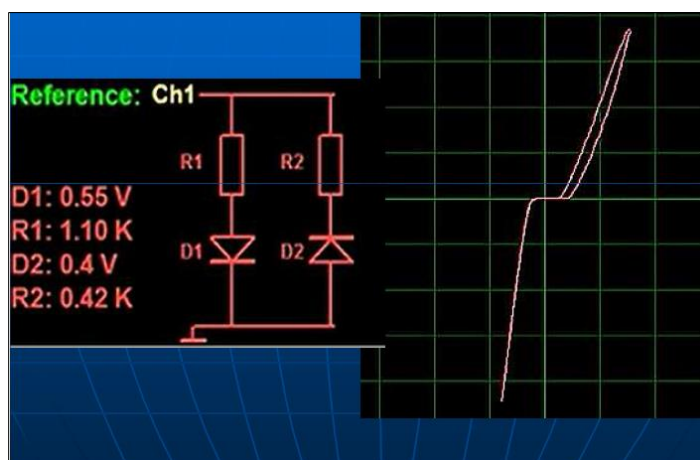 Reference: Ch1
R1 R2
D1: 0.55 V
R1: 1.10 K
D1 D2
D2: 0.4 V
R2: 0.42 K